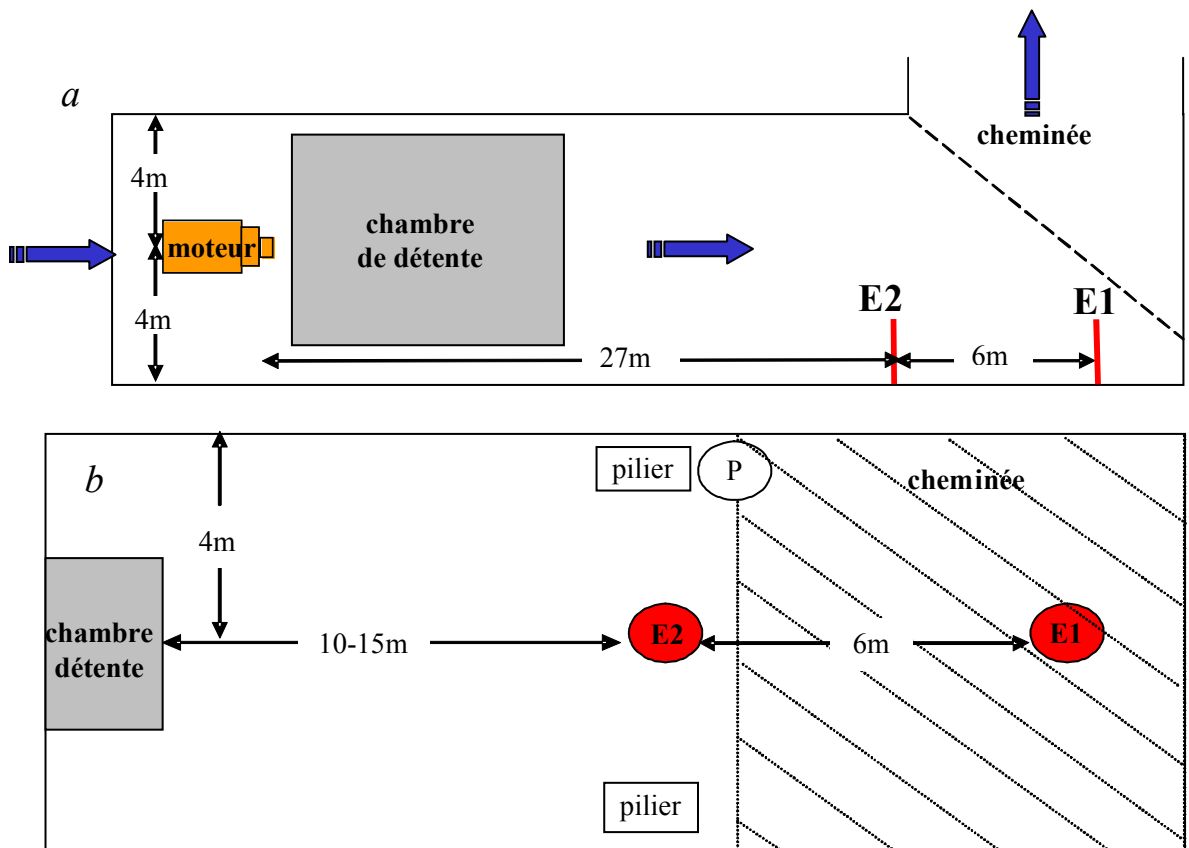 a
cheminée
4m
moteur
chambre
de détente
4m
E2
E1
27m
6m
b
pilier
P
cheminée
4m
chambre
détente
10-15m
E2
6m
E1
pilier